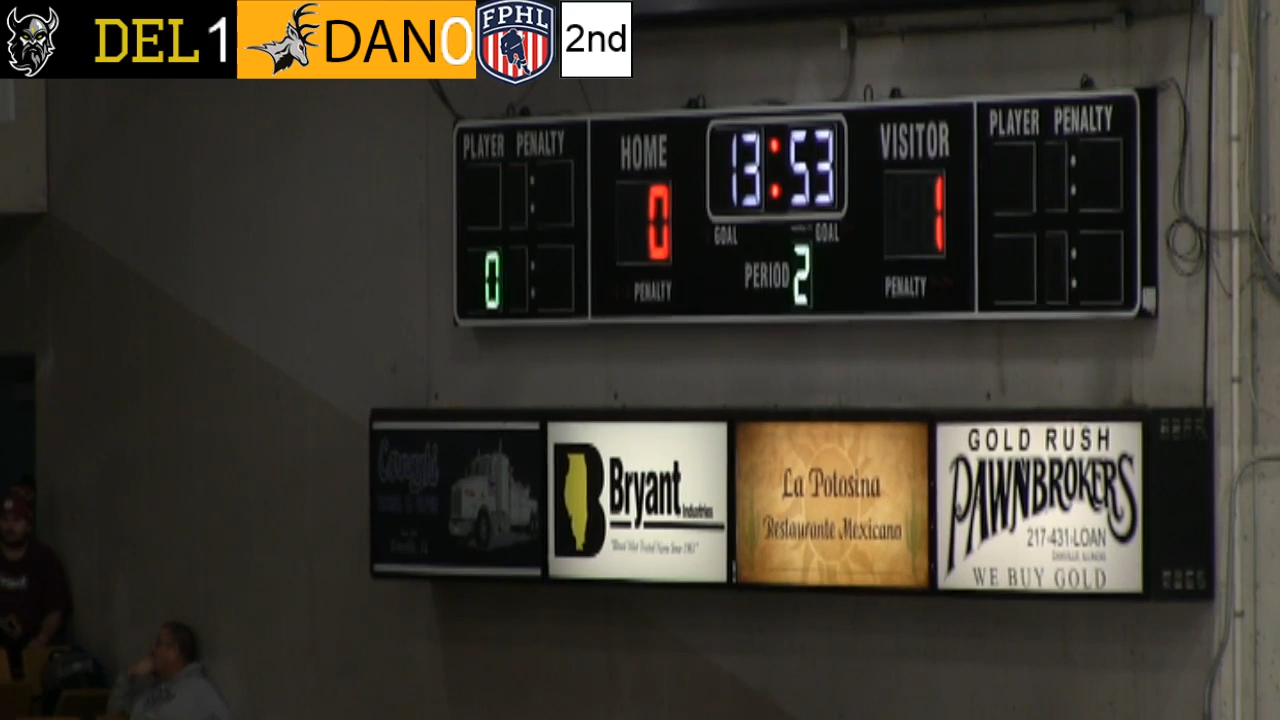 DEL 1 DAN 0 FPHL 2nd
PLAYER PENALTY
HOME
13:53
VISITOR
PLAYER PENALTY
0
1
GOAL GOAL
0
PERIOD 2
PENALTY
PENALTY
Bryant
Industries
La Potosina
Restaurante Mexicano
GOLD RUSH
PAWNBROKERS
217-431-LOAN
DANVILLE, ILLINOIS
WE BUY GOLD